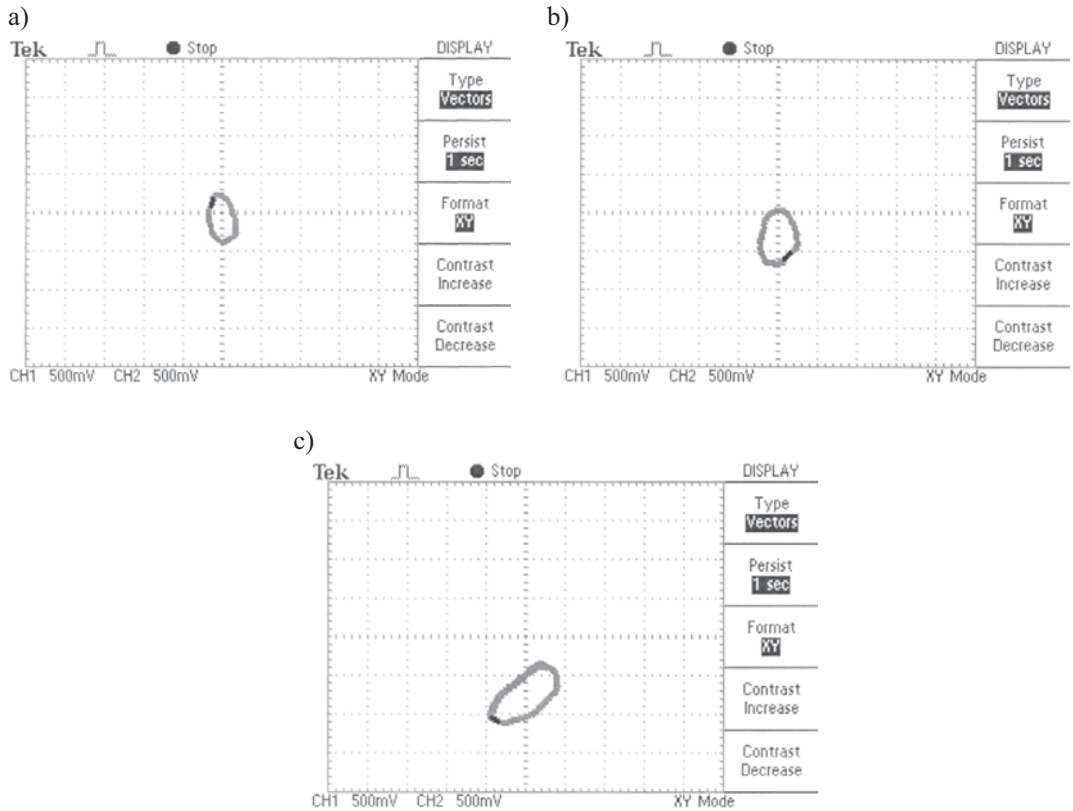 a)
Tek Stop DISPLAY
Type
Vectors
Persist
1 sec
Format
XY
Contrast
Increase
Contrast
Decrease
CH1 500mV CH2 500mV XY Mode
b)
Tek Stop DISPLAY
Type
Vectors
Persist
1 sec
Format
XY
Contrast
Increase
Contrast
Decrease
CH1 500mV CH2 500mV XY Mode
c)
Tek Stop DISPLAY
Type
Vectors
Persist
1 sec
Format
XY
Contrast
Increase
Contrast
Decrease
CH1 500mV CH2 500mV XY Mode